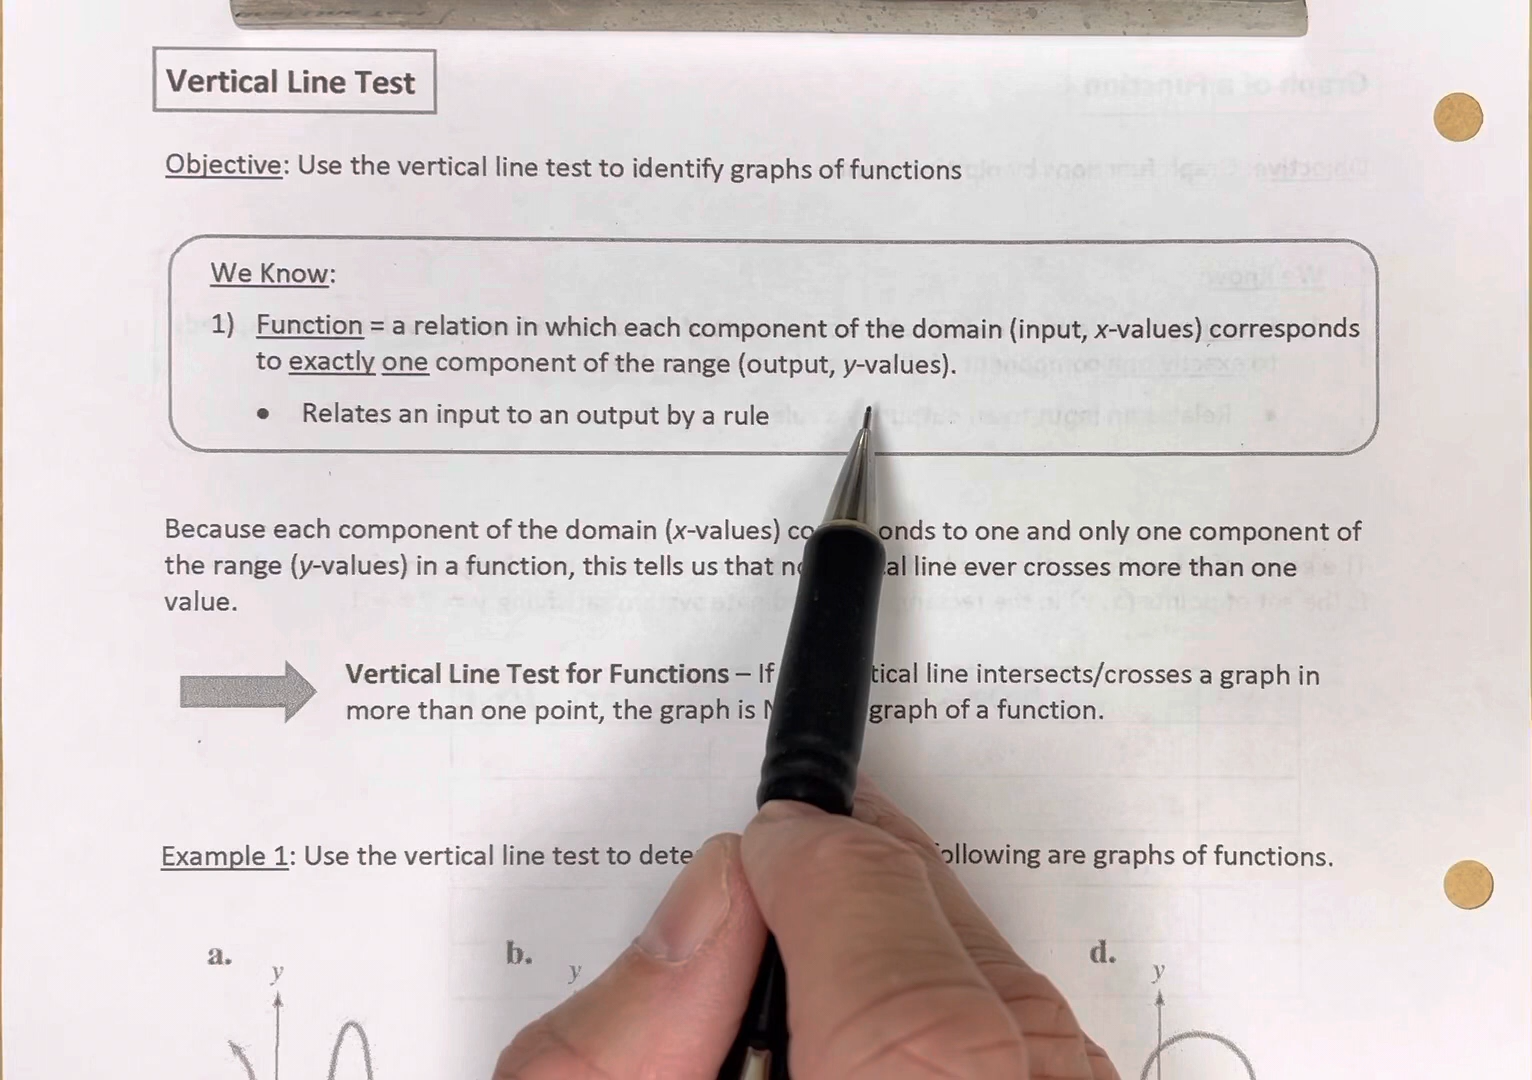 Vertical Line Test
Objective: Use the vertical line test to identify graphs of functions
We Know:
1) Function = a relation in which each component of the domain (input, x-values) corresponds
to exactly one component of the range (output, y-values).
• Relates an input to an output by a rule
Because each component of the domain (x-values) co onds to one and only one component of
the range (y-values) in a function, this tells us that al line ever crosses more than one
value.
Vertical Line Test for Functions – If tical line intersects/crosses a graph in
more than one point, the graph is graph of a function.
Example 1: Use the vertical line test to dete ollowing are graphs of functions.
a. b. d.
y y y